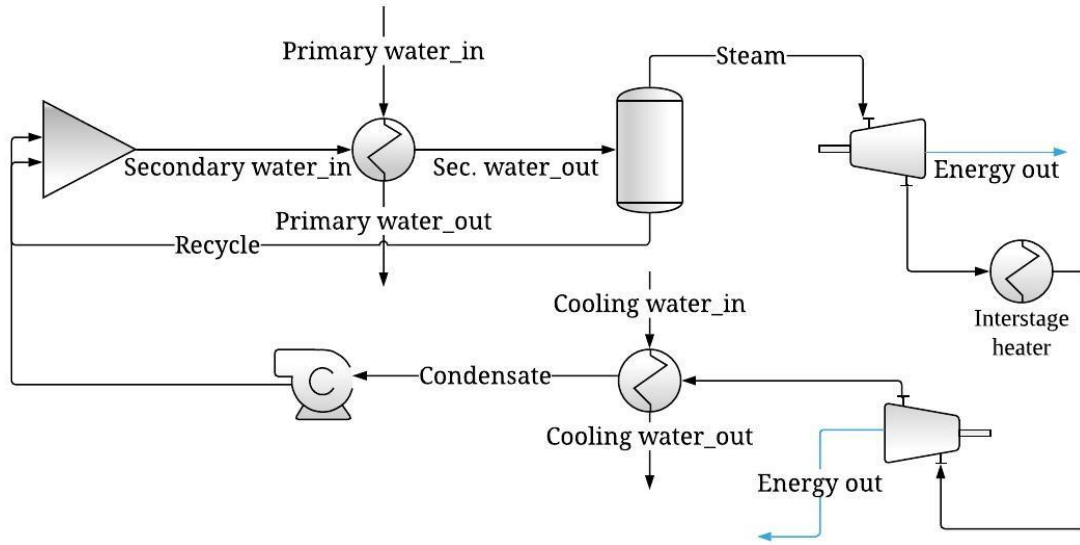 Primary water_in
Steam
Secondary water_in
Sec. water_out
Energy out
Primary water_out
Recycle
Cooling water_in
Interstage
heater
Condensate
C
Cooling water_out
Energy out